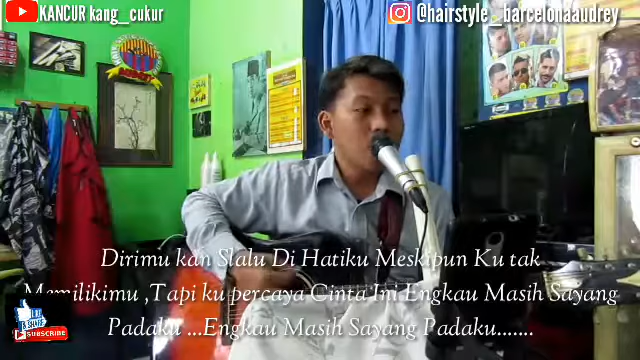 KANCUR kang_cukur
@hairstyle_barcelonaaudrey
Dirimu kan Slalu Di Hatiku Meskipun Ku tak
Memilikimu ,Tapi ku percaya Cinta Ini Engkau Masih Sayang
Padaku ...Engkau Masih Sayang Padaku.......
SUBSCRIBE